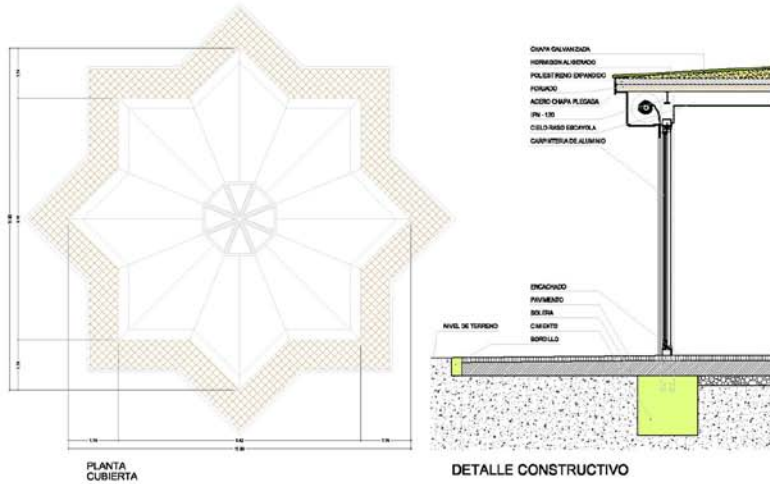 CHAPA GALVANIZADA
HORMIGON ALIGERADO
POLIESTIRENO EXPANDIDO
FORJADO
ACERO CHAPA PLEGADA
IPN - 120
CIELO RASO ESCAYOLA
CARPINTERIA DE ALUMINIO
ENCACHADO
PAVIMENTO
SOLERA
CIMIENTO
BORDILLO
NIVEL DE TERRENO
PLANTA
CUBIERTA
DETALLE CONSTRUCTIVO